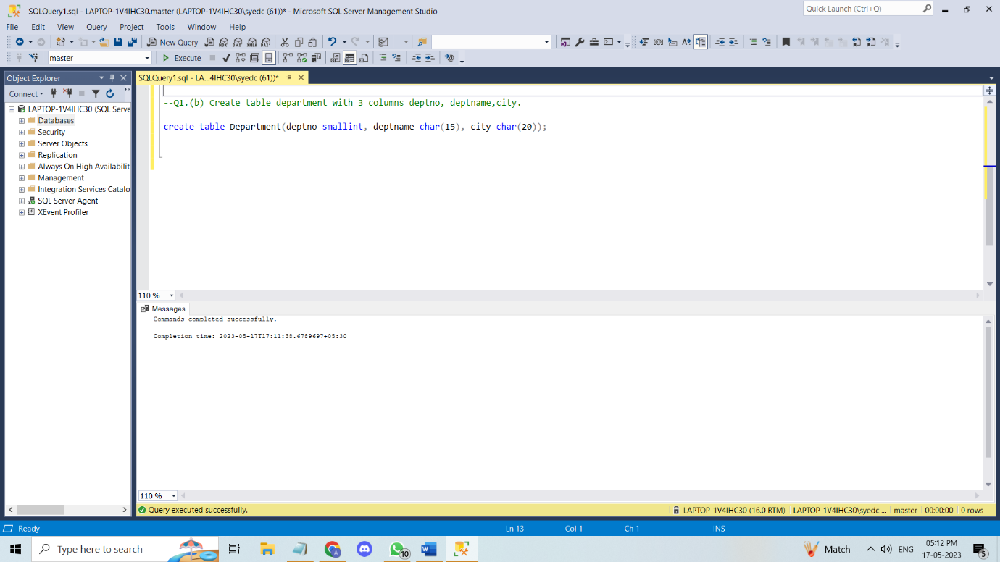 SQLQuery1.sql - LAPTOP-1V4IHC30.master (LAPTOP-1V4IHC30\syedc (61))* - Microsoft SQL Server Management Studio
Quick Launch (Ctrl+Q)
File Edit View Query Project Tools Window Help
New Query
master
Execute
Object Explorer
SQLQuery1.sql - LA...4IHC30\syedc (61))*
Connect
LAPTOP-1V4IHC30 (SQL Serve
Databases
Security
Server Objects
Replication
Always On High Availabilit
Management
Integration Services Catalo
SQL Server Agent
XEvent Profiler
--Q1.(b) Create table department with 3 columns deptno, deptname,city.
create table Department(deptno smallint, deptname char(15), city char(20));
110 %
Messages
Commands completed successfully.
Completion time: 2023-05-17T17:11:38.6789697+05:30
110 %
Query executed successfully.
LAPTOP-1V4IHC30 (16.0 RTM) LAPTOP-1V4IHC30\syedc ... master 00:00:00 0 rows
Ready
Ln 13 Col 1 Ch 1 INS
Type here to search
10
Match
ENG
05:12 PM
17-05-2023
5